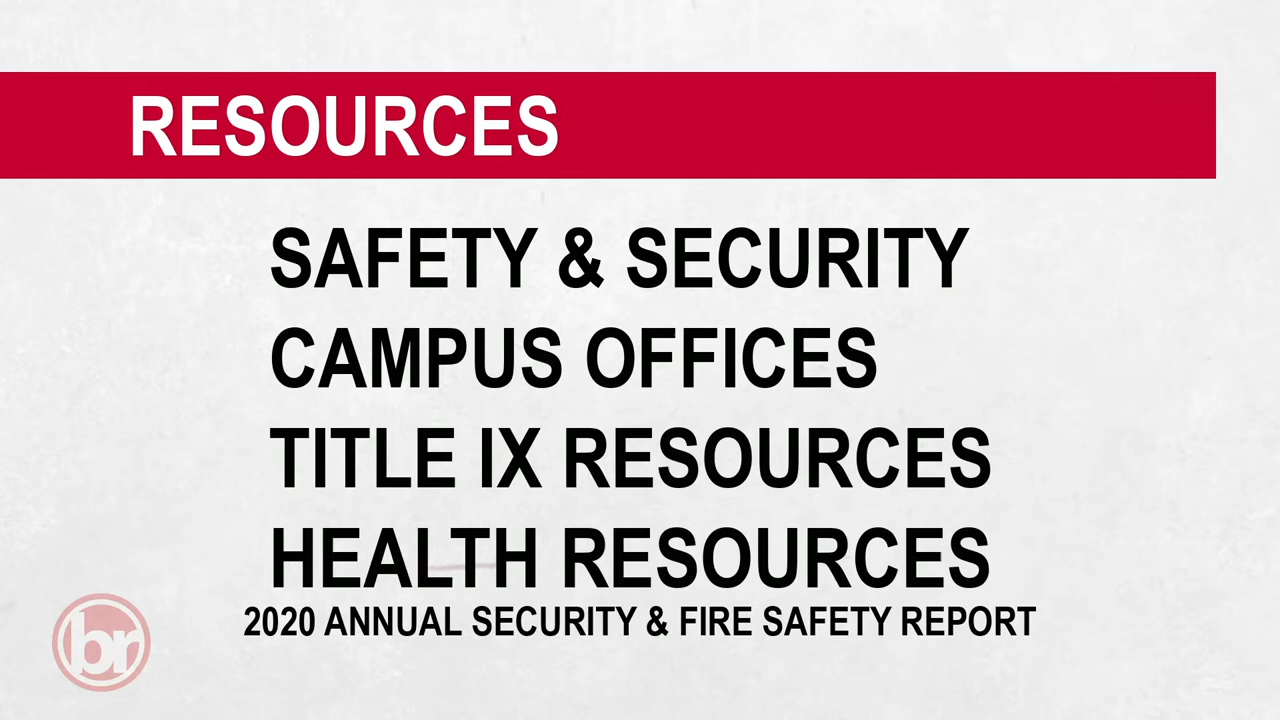 RESOURCES
SAFETY & SECURITY
CAMPUS OFFICES
TITLE IX RESOURCES
HEALTH RESOURCES
2020 ANNUAL SECURITY & FIRE SAFETY REPORT
br